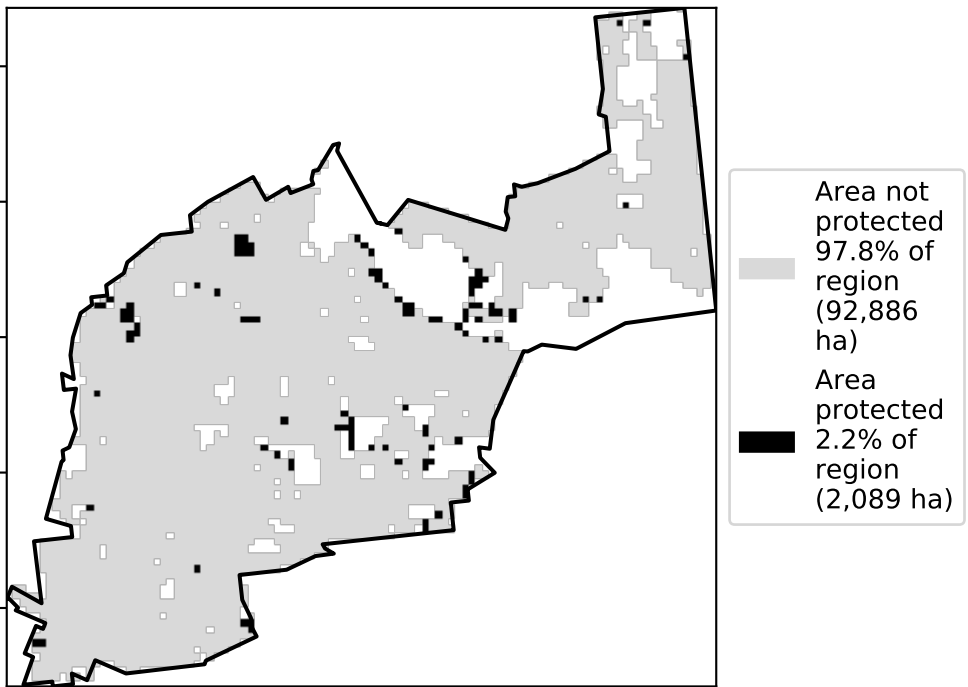 Area not
protected
97.8% of
region
(92,886
ha)
Area
protected
2.2% of
region
(2,089 ha)